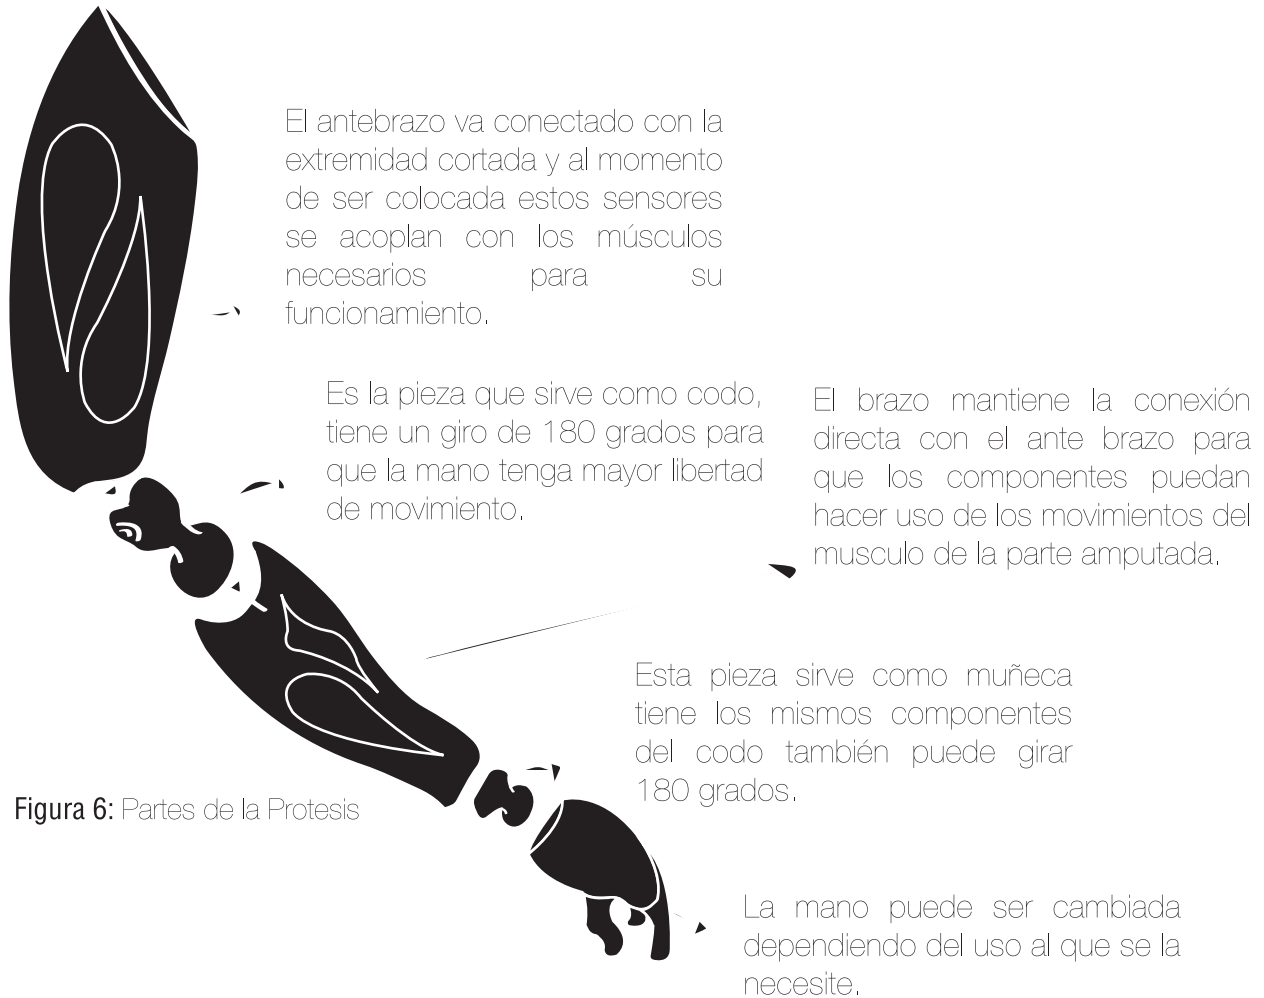 El antebrazo va conectado con la
extremidad cortada y al momento
de ser colocada estos sensores
se acoplan con los músculos
necesarios para su
funcionamiento.
Es la pieza que sirve como codo,
tiene un giro de 180 grados para
que la mano tenga mayor libertad
de movimiento.
El brazo mantiene la conexión
directa con el ante brazo para
que los componentes puedan
hacer uso de los movimientos del
musculo de la parte amputada.
Esta pieza sirve como muñeca
tiene los mismos componentes
del codo también puede girar
180 grados.
Figura 6: Partes de la Protesis
La mano puede ser cambiada
dependiendo del uso al que se la
necesite.